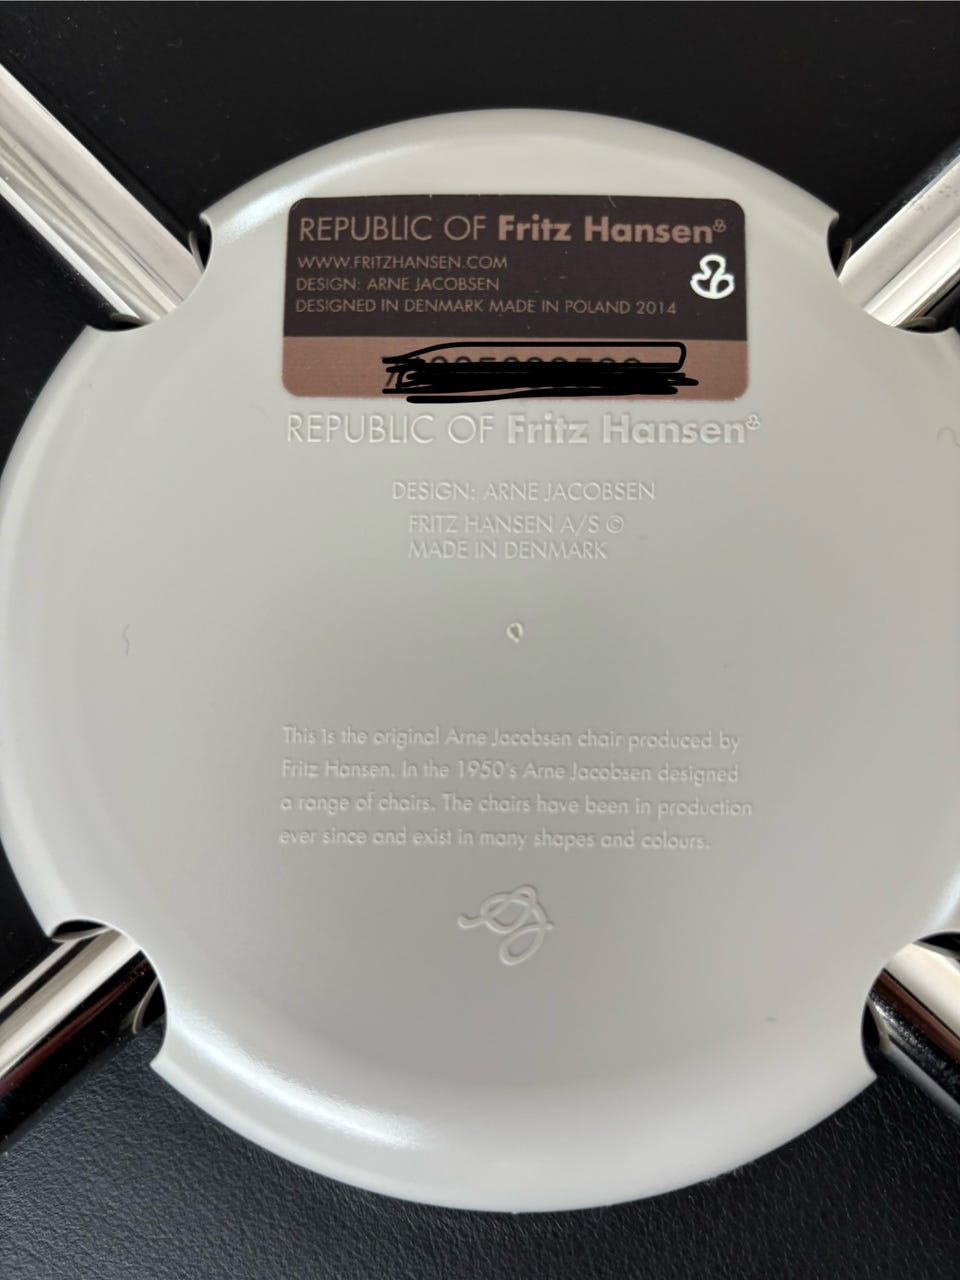 REPUBLIC OF Fritz Hansen®
WWW.FRITZHANSEN.COM
DESIGN: ARNE JACOBSEN
DESIGNED IN DENMARK MADE IN POLAND 2014
REPUBLIC OF Fritz Hansen®
DESIGN: ARNE JACOBSEN
FRITZ HANSEN A/S ©
MADE IN DENMARK
This is the original Arne Jacobsen chair produced by
Fritz Hansen. In the 1950's Arne Jacobsen designed
a range of chairs. The chairs have been in production
ever since and exist in many shapes and colours.